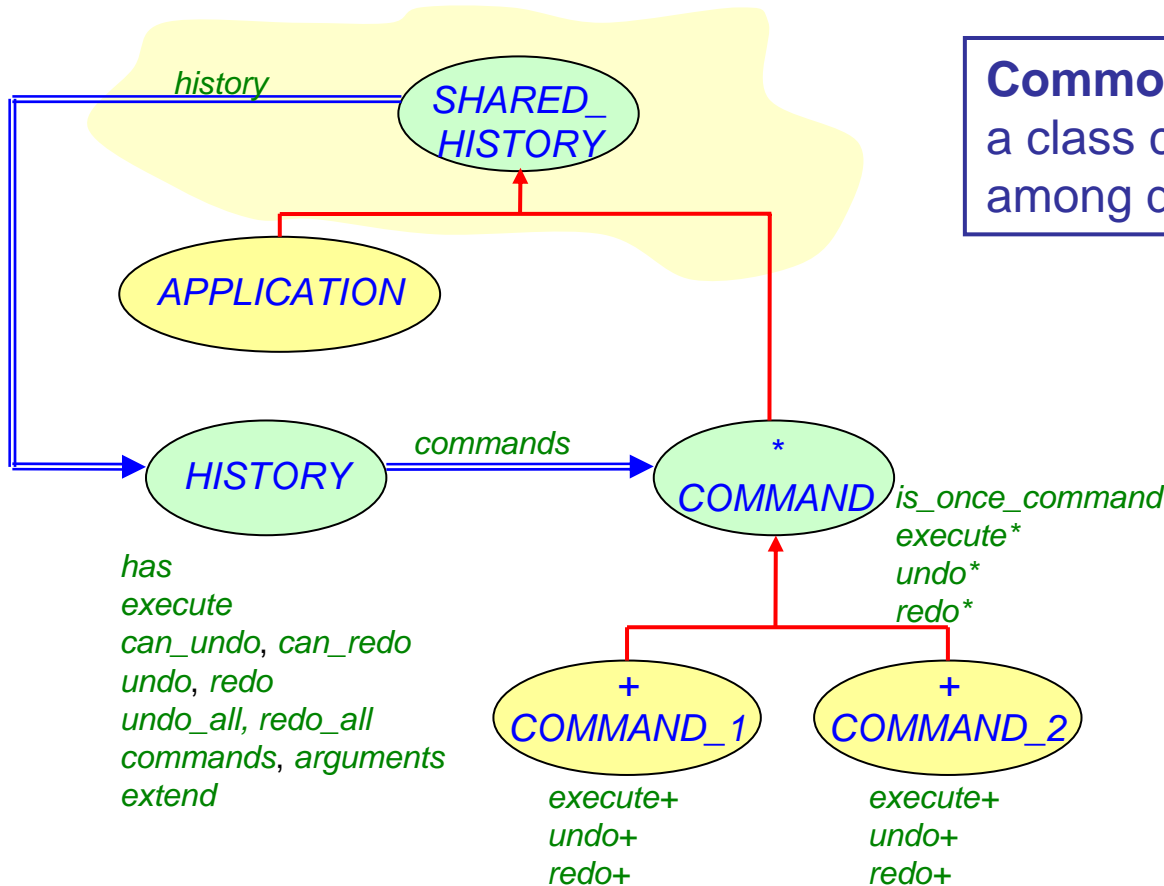 history
SHARED_
HISTORY
Commo
a class c
among d
APPLICATION
HISTORY
commands
*
COMMAND
is_once_command
execute*
undo*
redo*
has
execute
can_undo, can_redo
undo, redo
undo_all, redo_all
commands, arguments
extend
+
COMMAND_1
+
COMMAND_2
execute+
undo+
redo+
execute+
undo+
redo+